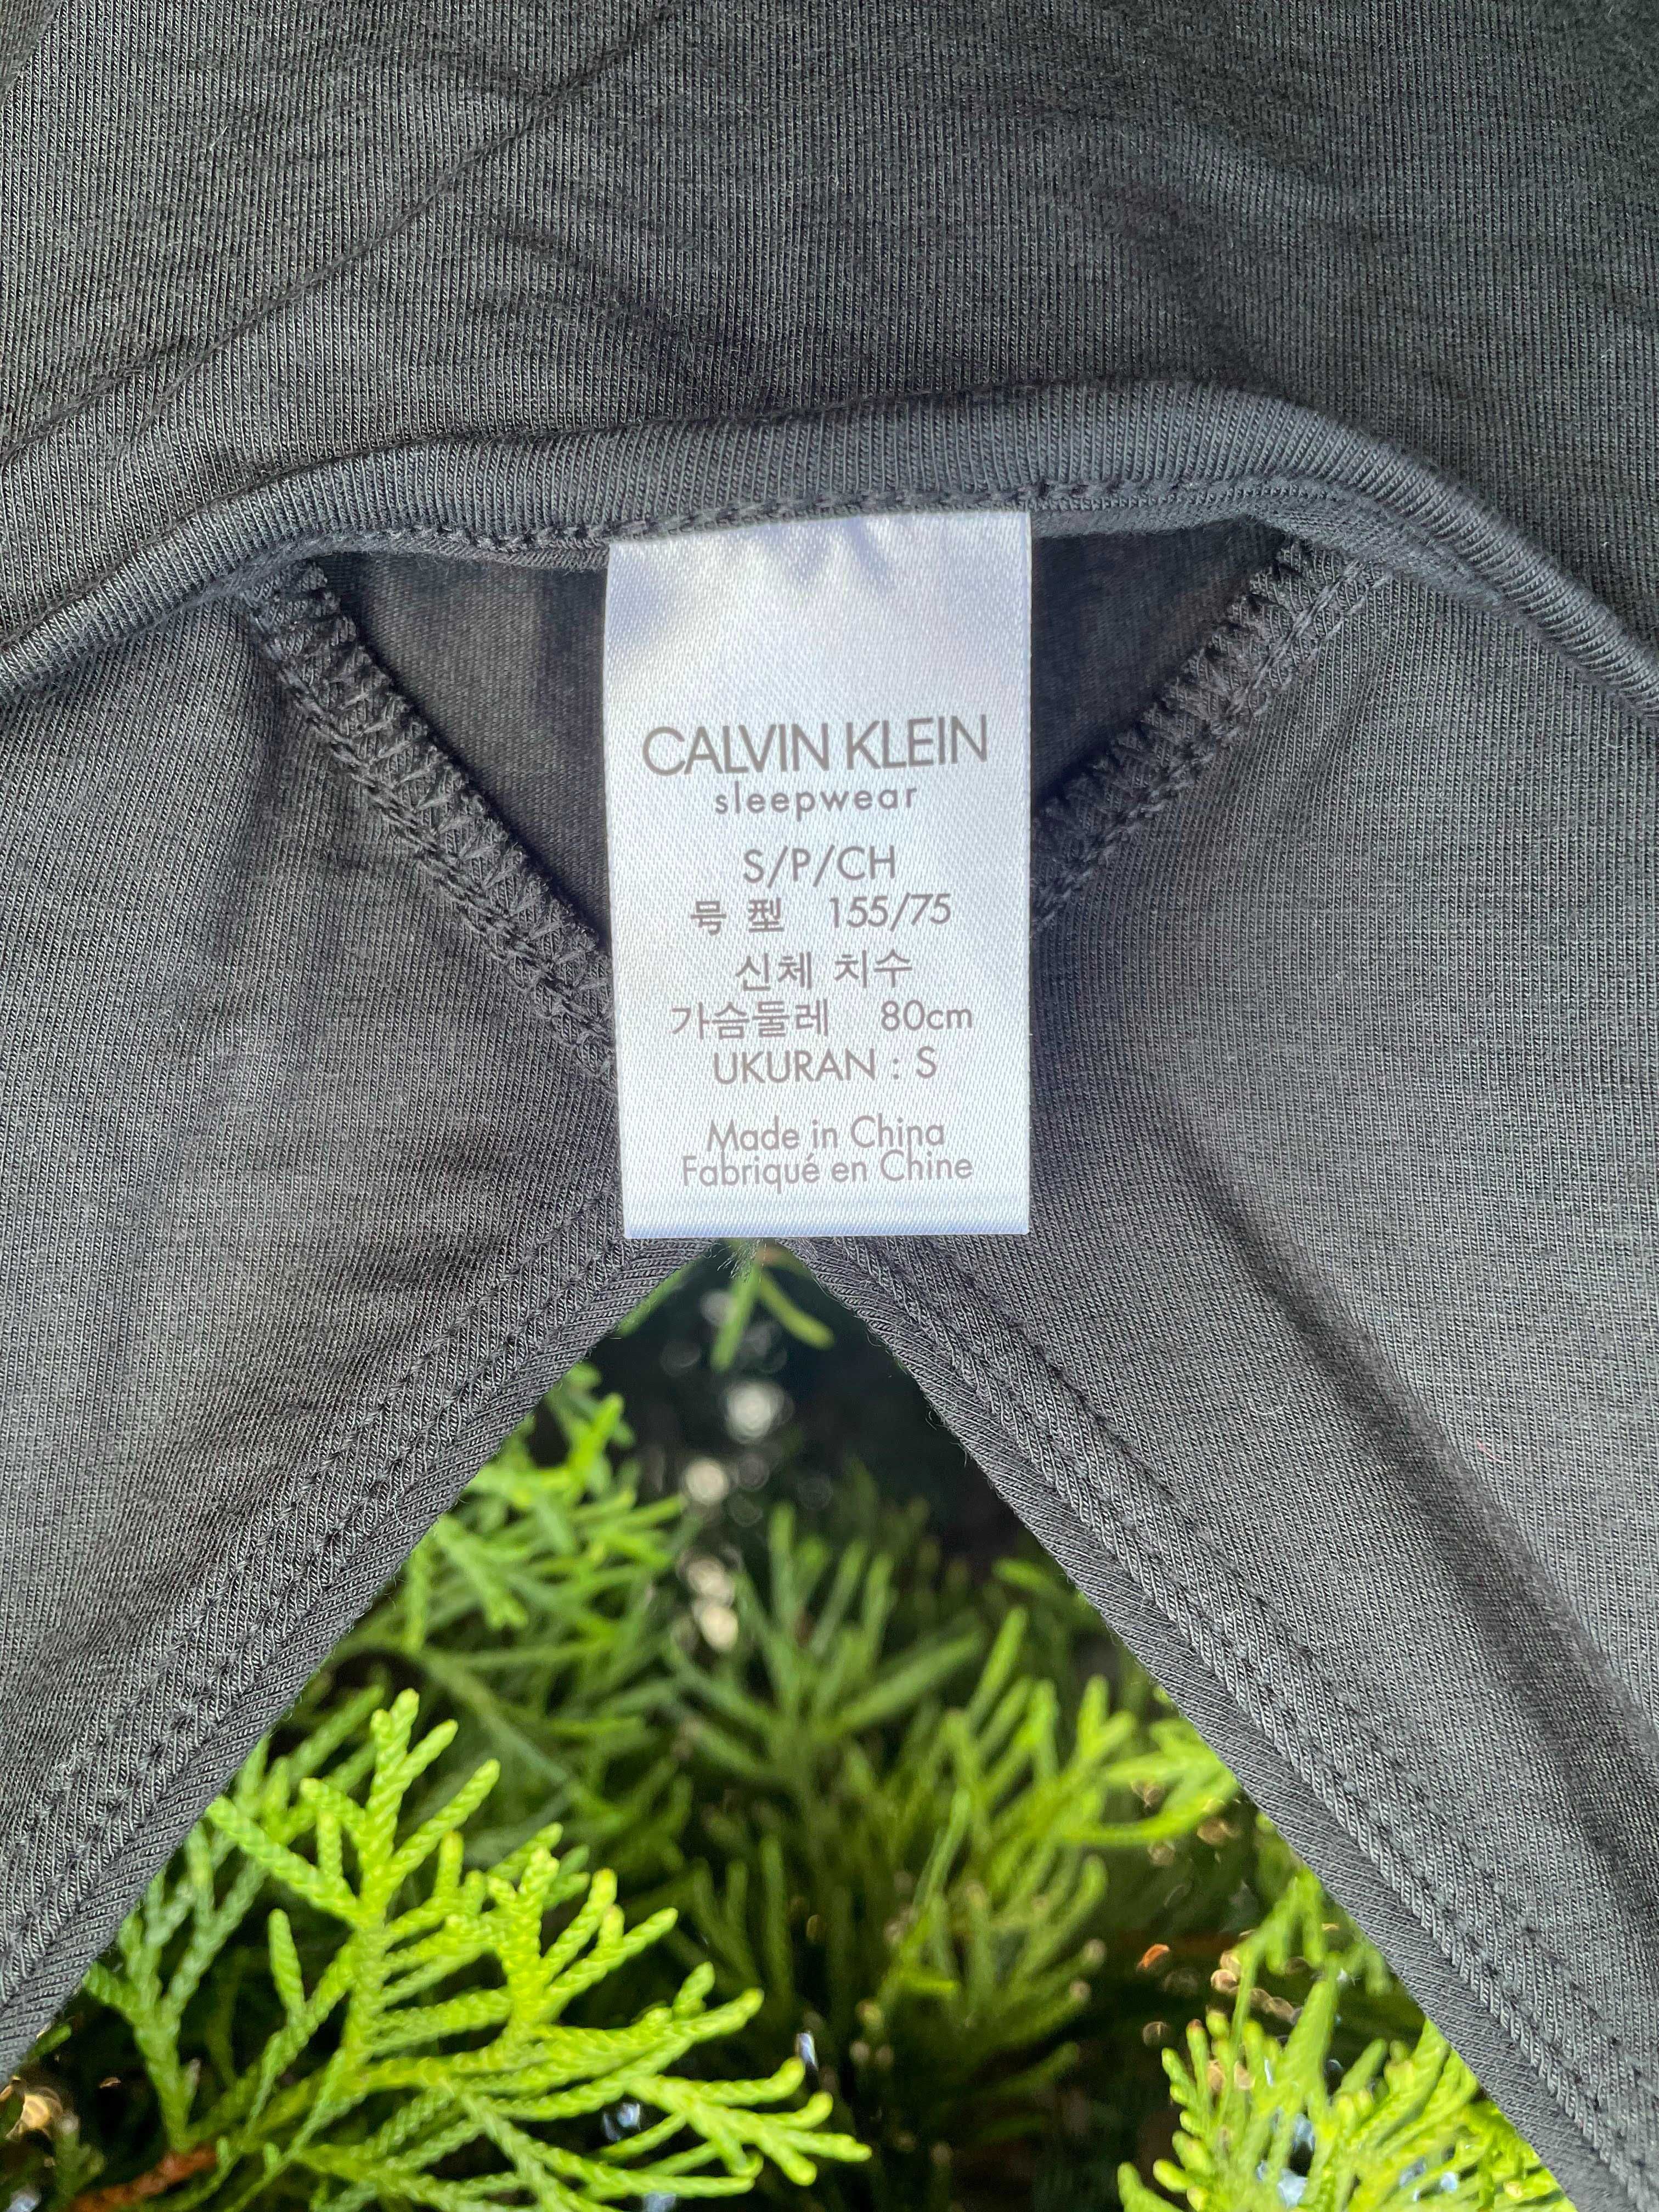 CALVIN KLEIN
sleepwear
S/P/CH
号 型 155/75
신체 치수
가슴둘레 80cm
UKURAN : S
Made in China
Fabriqué en Chine